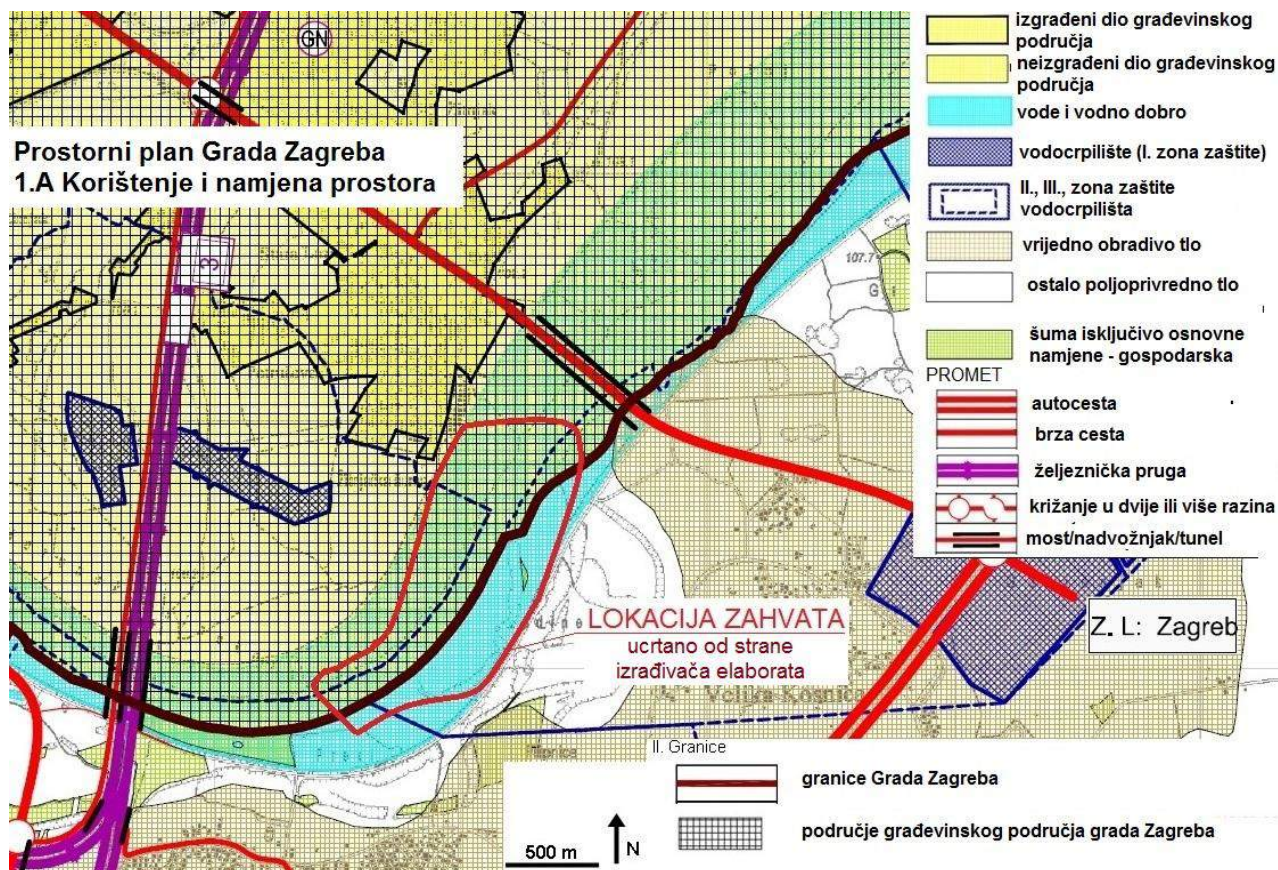 GN
Prostorni plan Grada Zagreba
1.A Korištenje i namjena prostora
3
107.7
G
LOKACIJA ZAHVATA
ucrtano od strane
izrađivača elaborata
Velika Kosnica
Z. L: Zagreb
izgrađeni dio građevinskog
područja
neizgrađeni dio građevinskog
područja
vode i vodno dobro
vodocrpilište (I. zona zaštite)
II., III., zona zaštite
vodocrpilišta
vrijedno obradivo tlo
ostalo poljoprivredno tlo
šuma isključivo osnovne
namjene - gospodarska
PROMET
autocesta
brza cesta
željeznička pruga
križanje u dvije ili više razina
most/nadvožnjak/tunel
II. Granice
granice Grada Zagreba
područje građevinskog područja grada Zagreba
500 m
N